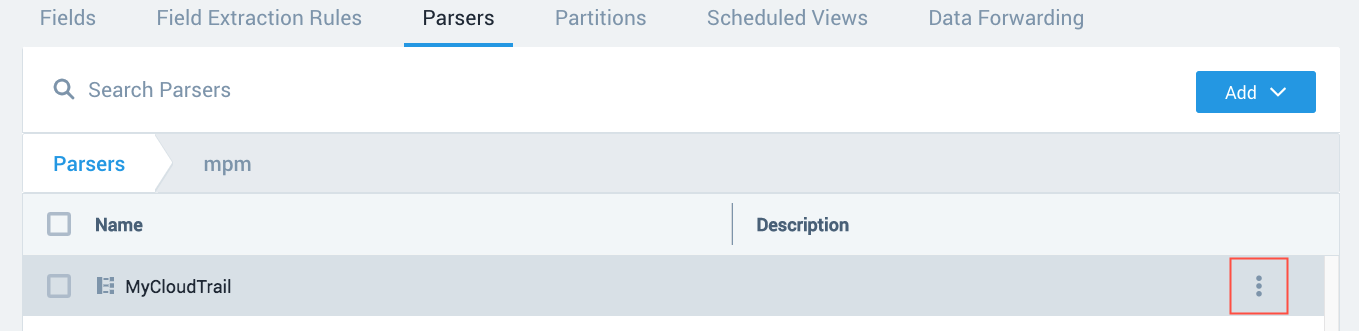 Fields Field Extraction Rules Parsers Partitions Scheduled Views Data Forwarding
Search Parsers Add
Parsers mpm
Name Description
MyCloudTrail